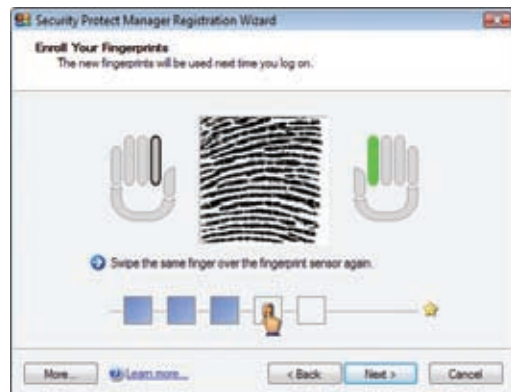 Security Protect Manager Registration Wizard
Enroll Your Fingerprints
The new fingerprints will be used next time you log on.
Swipe the same finger over the fingerprint sensor again.
More... Learn more... < Back Next > Cancel